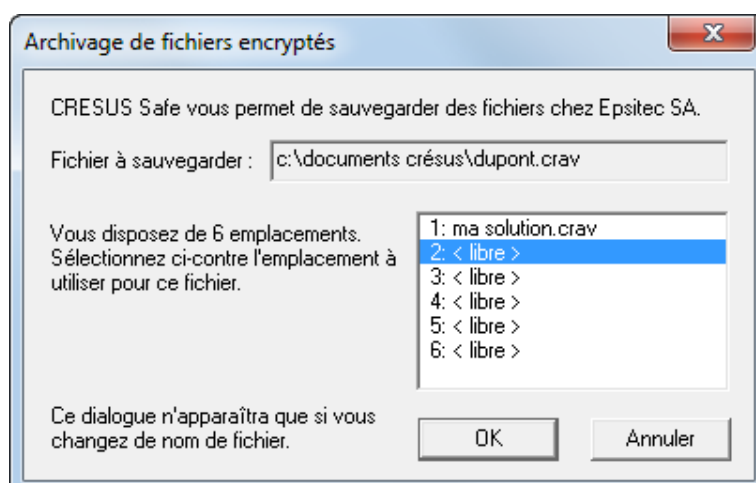 Archivage de fichiers encryptés
CRESUS Safe vous permet de sauvegarder des fichiers chez Epsitec SA.
Fichier à sauvegarder : c:\documents crésus\dupont.crav
Vous disposez de 6 emplacements.
Sélectionnez ci-contre l'emplacement à
utiliser pour ce fichier.
1: ma solution.crav
2: < libre >
3: < libre >
4: < libre >
5: < libre >
6: < libre >
Ce dialogue n'apparaîtra que si vous
changez de nom de fichier.
OK Annuler